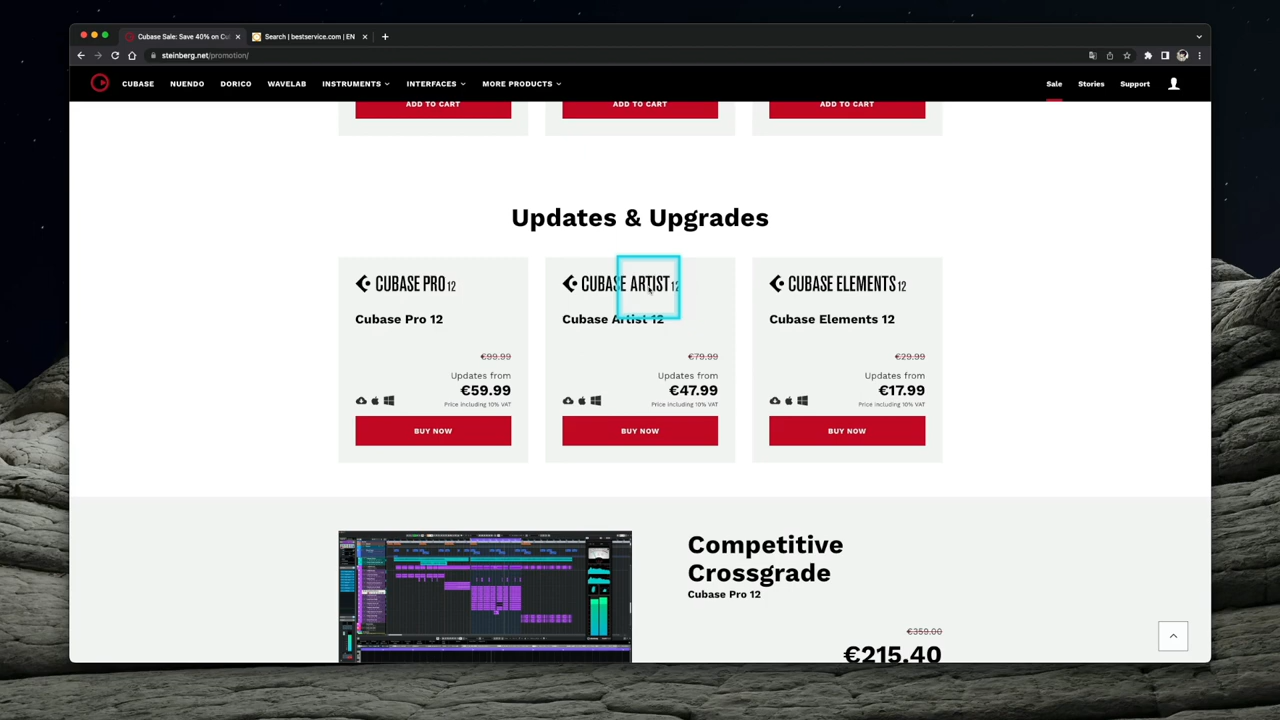 Cubase Sale: Save 40% on Cu
Search | bestservice.com | EN
steinberg.net/promotion/
CUBASE
NUENDO
DORICO
WAVELAB
INSTRUMENTS
INTERFACES
MORE PRODUCTS
Sale
Stories
Support
ADD TO CART
ADD TO CART
ADD TO CART
Updates & Upgrades
CUBASE PRO 12
CUBASE ARTIST 12
CUBASE ELEMENTS 12
Cubase Pro 12
Cubase Artist 12
Cubase Elements 12
€99.99
€79.99
€29.99
Updates from
Updates from
Updates from
€59.99
€47.99
€17.99
Price including 10% VAT
Price including 10% VAT
Price including 10% VAT
BUY NOW
BUY NOW
BUY NOW
Competitive
Crossgrade
Cubase Pro 12
€359.00
€215.40